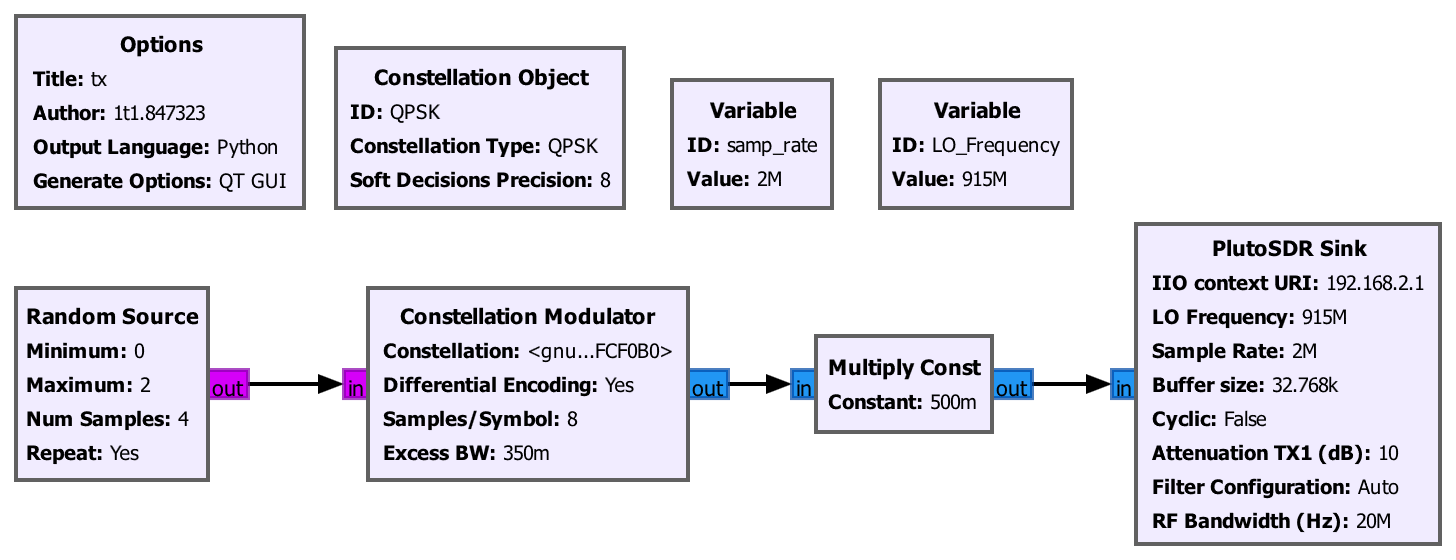 Options
Title: tx
Author: 1t1.847323
Output Language: Python
Generate Options: QT GUI
Constellation Object
ID: QPSK
Constellation Type: QPSK
Soft Decisions Precision: 8
Variable
ID: samp_rate
Value: 2M
Variable
ID: LO_Frequency
Value: 915M
Random Source
Minimum: 0
Maximum: 2
Num Samples: 4
Repeat: Yes
out
in
Constellation Modulator
Constellation: <gnu...FCF0B0>
Differential Encoding: Yes
Samples/Symbol: 8
Excess BW: 350m
out
in
Multiply Const
Constant: 500m
out
in
PlutoSDR Sink
IIO context URI: 192.168.2.1
LO Frequency: 915M
Sample Rate: 2M
Buffer size: 32.768k
Cyclic: False
Attenuation TX1 (dB): 10
Filter Configuration: Auto
RF Bandwidth (Hz): 20M